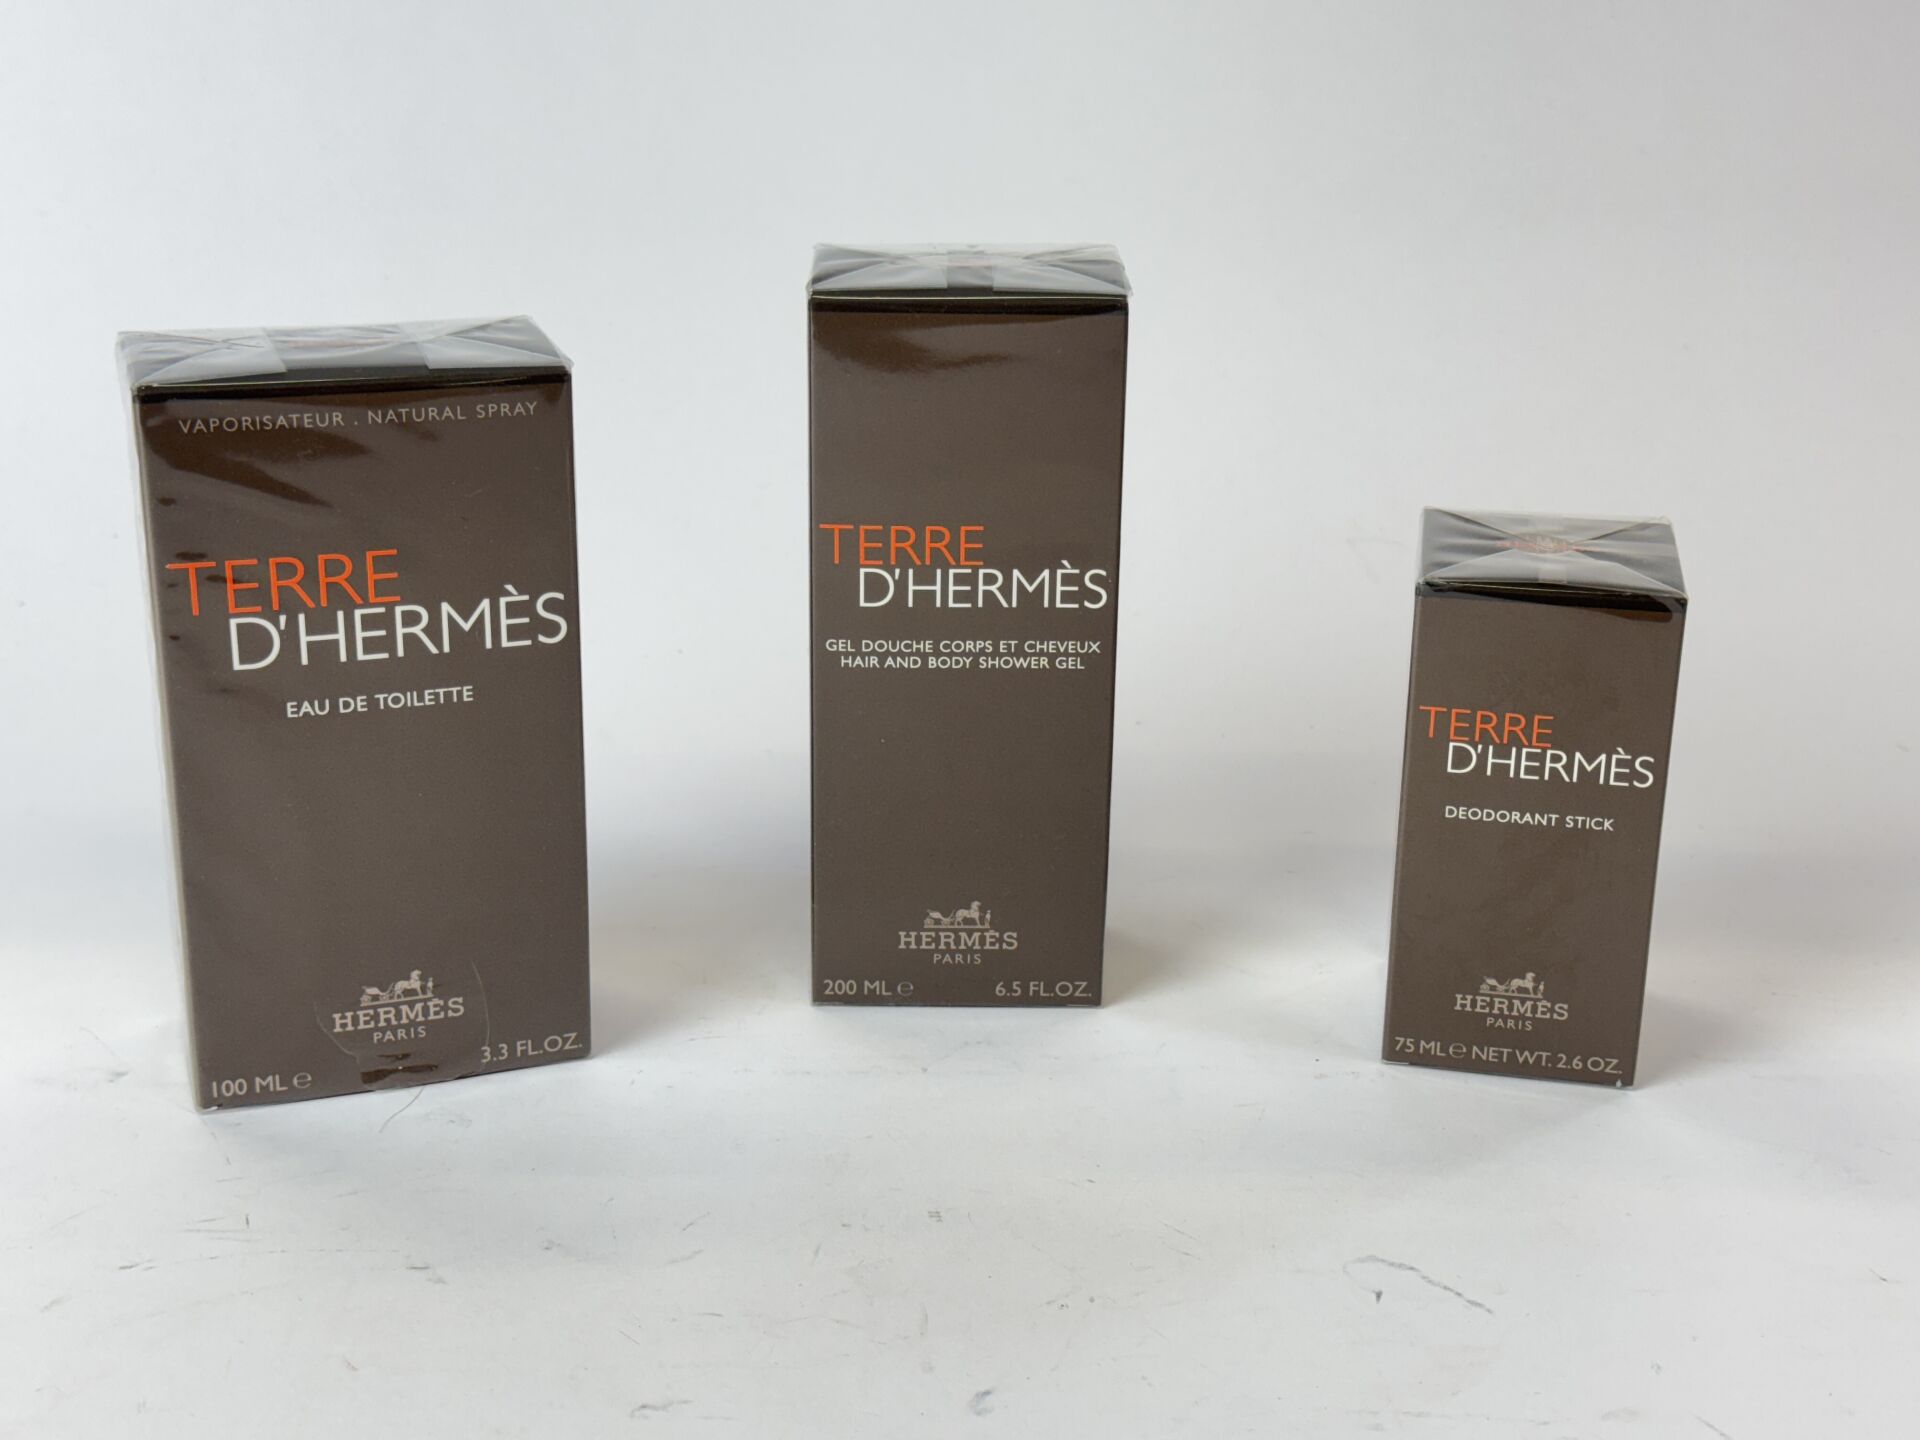 VAPORISATEUR . NATURAL SPRAY
TERRE
D'HERMÈS
EAU DE TOILETTE
HERMÈS
PARIS
100 ML ℮
3.3 FL.OZ.
TERRE
D'HERMÈS
GEL DOUCHE CORPS ET CHEVEUX
HAIR AND BODY SHOWER GEL
HERMÈS
PARIS
200 ML ℮
6.5 FL.OZ.
TERRE
D'HERMÈS
DEODORANT STICK
HERMÈS
PARIS
75 ML ℮ NET WT. 2.6 OZ.